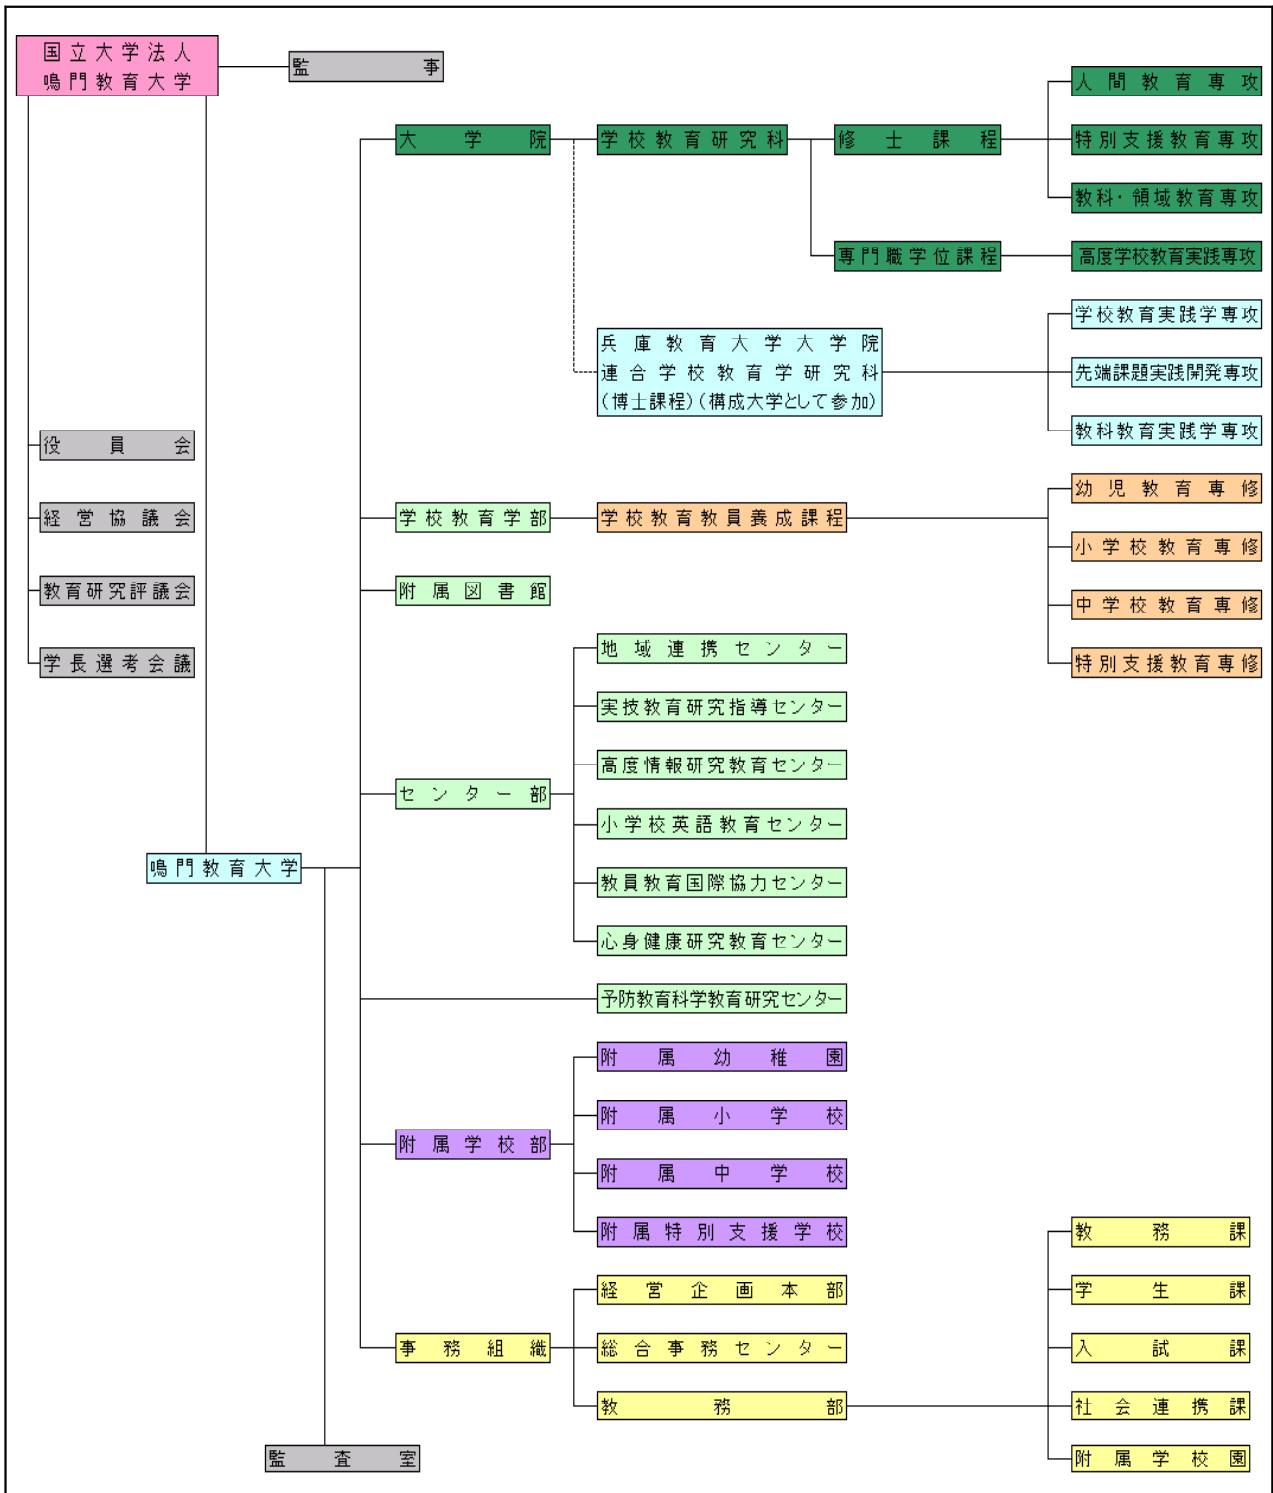 国立大学法人
鳴門教育大学
監事
人間教育専攻
大学院
学校教育研究科
修士課程
特別支援教育専攻
教科・領域教育専攻
専門職学位課程
高度学校教育実践専攻
学校教育実践学専攻
兵庫教育大学大学院
連合学校教育学研究科
(博士課程)(構成大学として参加)
先端課題実践開発専攻
教科教育実践学専攻
役員会
経営協議会
教育研究評議会
学長選考会議
学校教育学部
学校教育教員養成課程
幼児教育専修
小学校教育専修
中学校教育専修
特別支援教育専修
附属図書館
地域連携センター
実技教育研究指導センター
高度情報研究教育センター
センター部
小学校英語教育センター
教員教育国際協力センター
心身健康研究教育センター
鳴門教育大学
予防教育科学教育研究センター
附属幼稚園
附属小学校
附属学校部
附属中学校
附属特別支援学校
経営企画本部
事務組織
総合事務センター
教務部
教務課
学生課
入試課
社会連携課
附属学校園
監査室